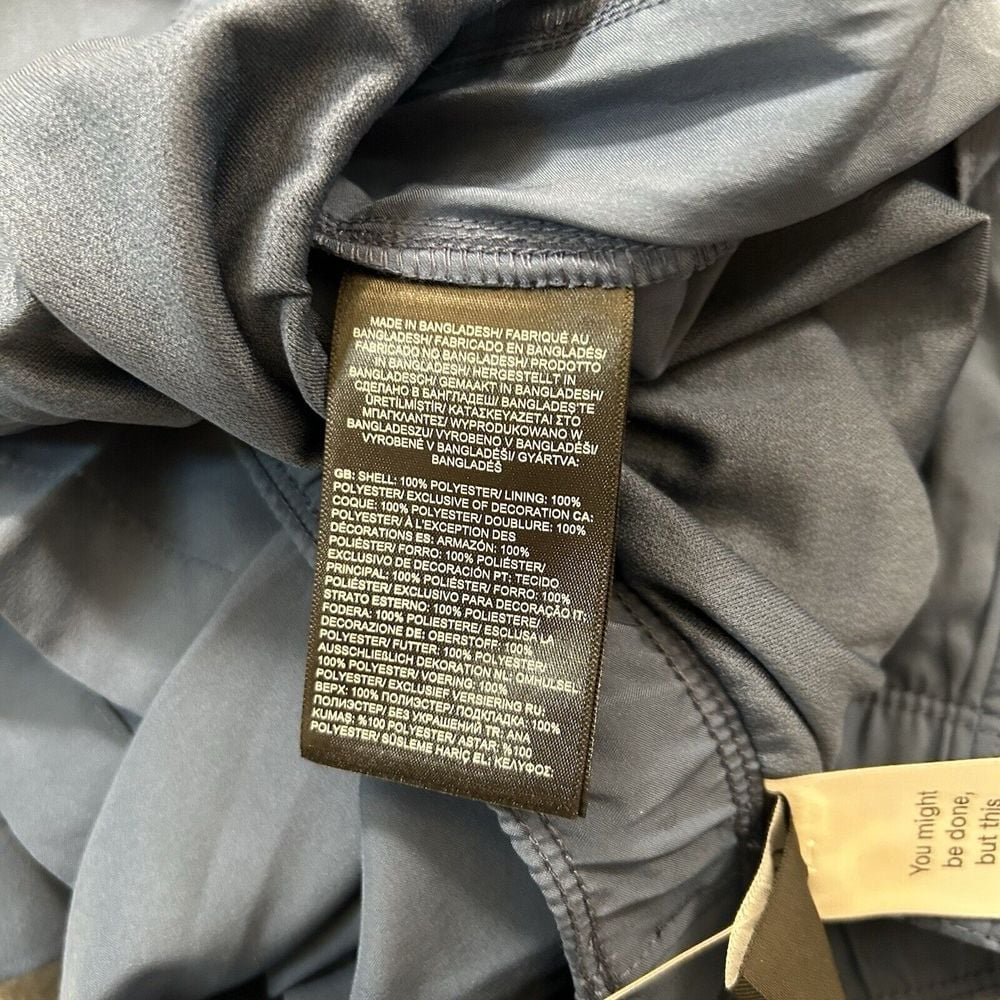 MADE IN BANGLADESH/ FABRIQUÉ AU
BANGLADESH/ FABRICADO EN BANGLADÉS/
FABRICADO NO BANGLADESH/ PRODOTTO
IN BANGLADESH/ HERGESTELLT IN
BANGLADESCH/ GEMAAKT IN BANGLADESH/
СДЕЛАНО В БАНГЛАДЕШ/ BANGLADEŞ'TE
ÜRETİLMİSTİR/ ΚΑΤΑΣΚΕΥΑΖΕΤΑΙ ΣΤΟ
ΜΠΑΓΚΛΑΝΤΕΣ/ WYPRODUKOWANO W
BANGLADESZU/ VYROBENO V BANGLADÉŠI/
VYROBENÉ V BANGLADÉŠI/ GYÁRTVA:
BANGLADÉS
GB: SHELL: 100% POLYESTER/ LINING: 100%
POLYESTER/ EXCLUSIVE OF DECORATION CA:
COQUE: 100% POLYESTER/ DOUBLURE: 100%
POLYESTER/ À L'EXCEPTION DES
DÉCORATIONS ES: ARMAZÓN: 100%
POLIÉSTER/ FORRO: 100% POLIÉSTER/
EXCLUSIVO DE DECORACIÓN PT: TECIDO
PRINCIPAL: 100% POLIÉSTER/ FORRO: 100%
POLIÉSTER/ EXCLUSIVO PARA DECORAÇÃO IT:
STRATO ESTERNO: 100% POLIESTERE/
FODERA: 100% POLIESTERE/ ESCLUSA LA
DECORAZIONE DE: OBERSTOFF: 100%
POLYESTER/ FUTTER: 100% POLYESTER/
AUSSCHLIEßLICH DEKORATION NL: OMHULSEL
100% POLYESTER/ VOERING: 100%
POLYESTER/ EXCLUSIEF VERSIERING RU:
ВЕРХ: 100% ПОЛИЭСТЕР/ ПОДКЛАДКА: 100%
ПОЛИЭСТЕР/ БЕЗ УКРАШЕНИЙ TR: ANA
KUMAS: %100 POLYESTER/ ASTAR: %100
POLYESTER/ SÜSLEME HARİÇ EL: ΚΕΛΥΦΟΣ:
You might
be done,
but this